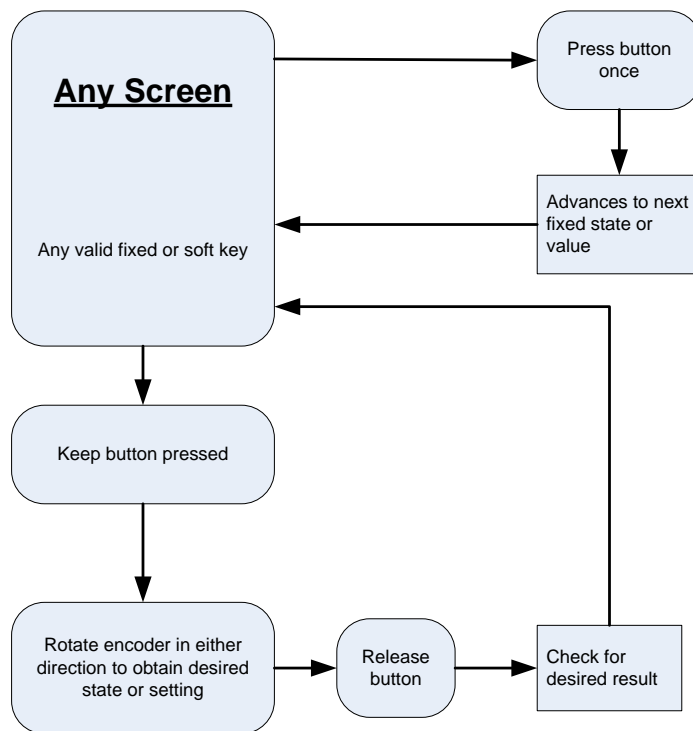 Any Screen
Any valid fixed or soft key
Press button
once
Advances to next
fixed state or
value
Keep button pressed
Rotate encoder in either
direction to obtain desired
state or setting
Release
button
Check for
desired result